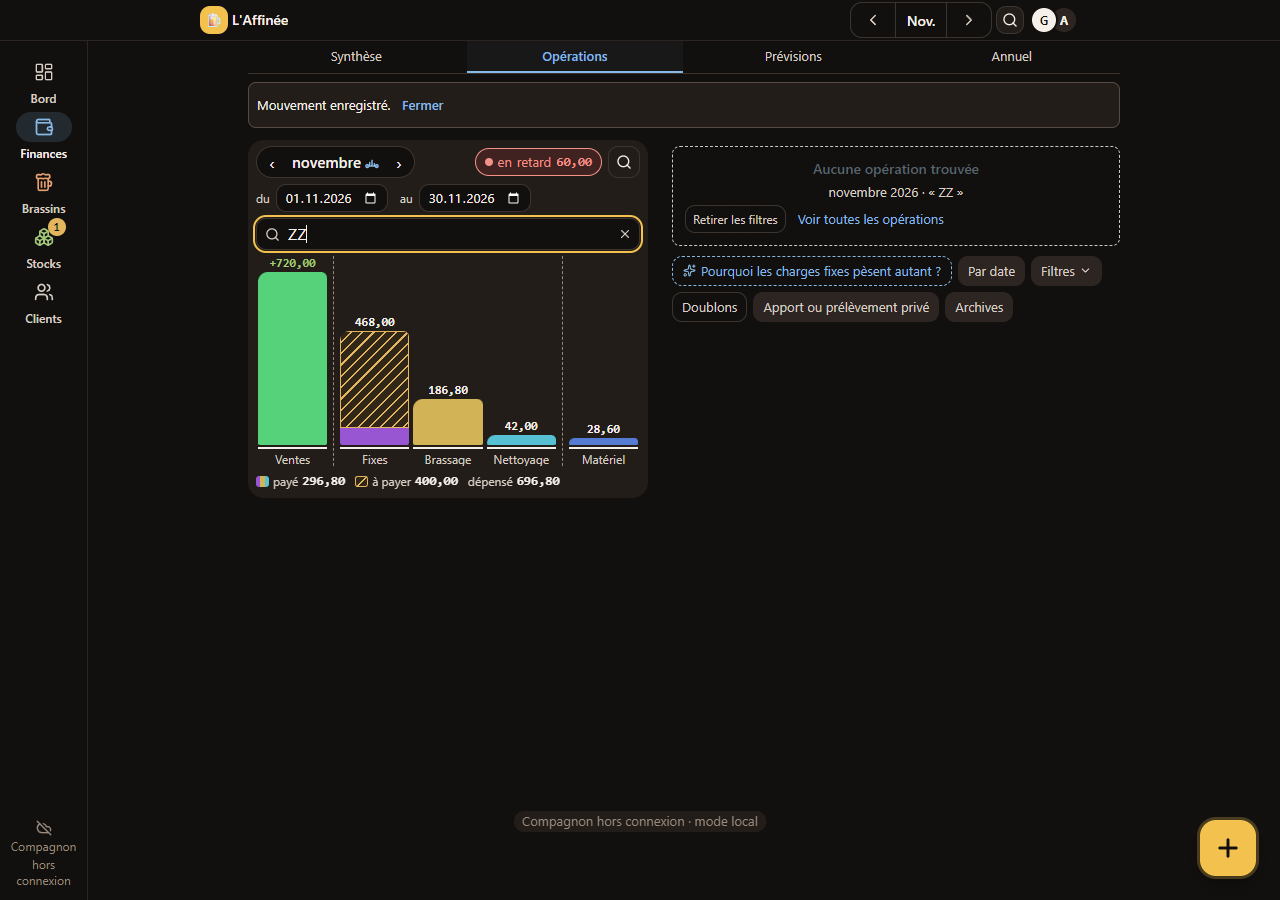 L'Affinée
Nov.
G A
Synthèse
Opérations
Prévisions
Annuel
Bord
Finances
Brassins
1
Stocks
Clients
Mouvement enregistré. Fermer
novembre
en retard 60,00
du 01.11.2026 au 30.11.2026
ZZ
+720,00
468,00
186,80
42,00
28,60
Ventes Fixes Brassage Nettoyage Matériel
payé 296,80 à payer 400,00 dépensé 696,80
Aucune opération trouvée
novembre 2026 · « ZZ »
Retirer les filtres Voir toutes les opérations
Pourquoi les charges fixes pèsent autant ? Par date Filtres
Doublons Apport ou prélèvement privé Archives
Compagnon hors connexion · mode local
Compagnon
hors
connexion